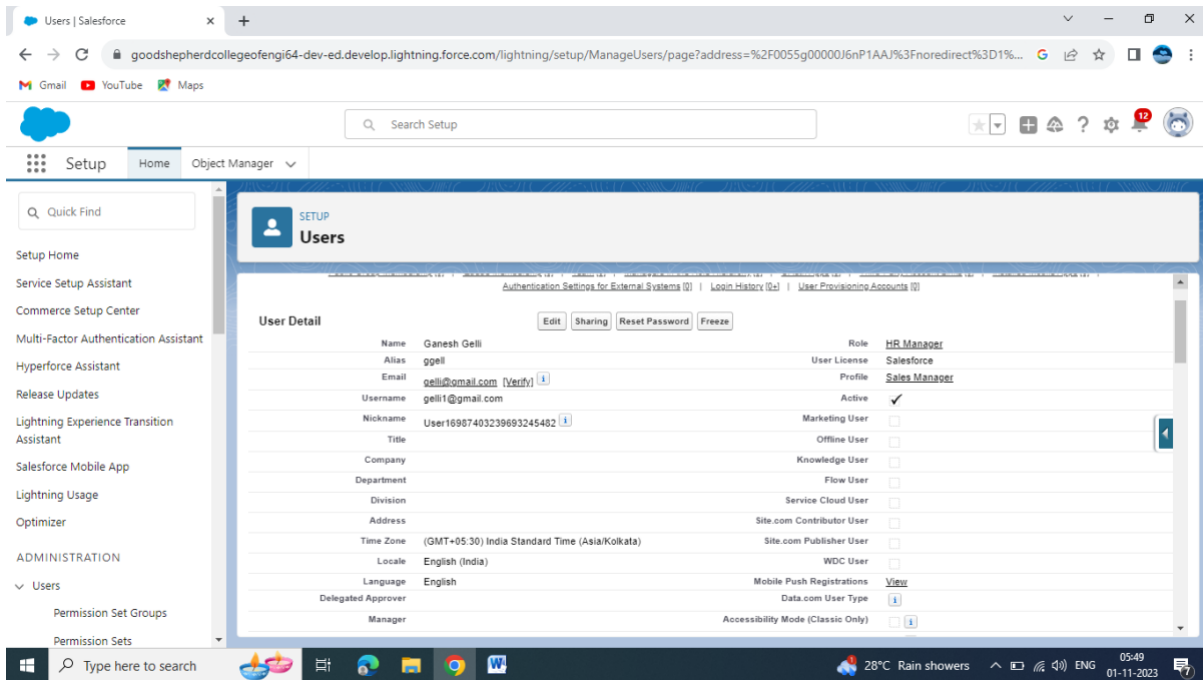 Users | Salesforce
goodshepherdcollegeofengi64-dev-ed.develop.lightning.force.com/lightning/setup/ManageUsers/page?address=%2F0055g00000J6nP1AAJ%3Fnoredirect%3D1%...
Gmail YouTube Maps
Search Setup
12
Setup Home Object Manager
Quick Find
Setup Home
Service Setup Assistant
Commerce Setup Center
Multi-Factor Authentication Assistant
Hyperforce Assistant
Release Updates
Lightning Experience Transition
Assistant
Salesforce Mobile App
Lightning Usage
Optimizer
ADMINISTRATION
Users
Permission Set Groups
Permission Sets
SETUP
Users
Authentication Settings for External Systems [0] | Login History [0+] | User Provisioning Accounts [0]
User Detail Edit Sharing Reset Password Freeze
Name Ganesh Gelli Role HR Manager
Alias ggell User License Salesforce
Email gelli@gmail.com [Verify] i Profile Sales Manager
Username gelli1@gmail.com Active ✓
Nickname User16987403239693245482 i Marketing User
Title Offline User
Company Knowledge User
Department Flow User
Division Service Cloud User
Address Site.com Contributor User
Time Zone (GMT+05:30) India Standard Time (Asia/Kolkata) Site.com Publisher User
Locale English (India) WDC User
Language English Mobile Push Registrations View
Delegated Approver Data.com User Type i
Manager Accessibility Mode (Classic Only) i
Type here to search 28°C Rain showers ENG 05:49
01-11-2023